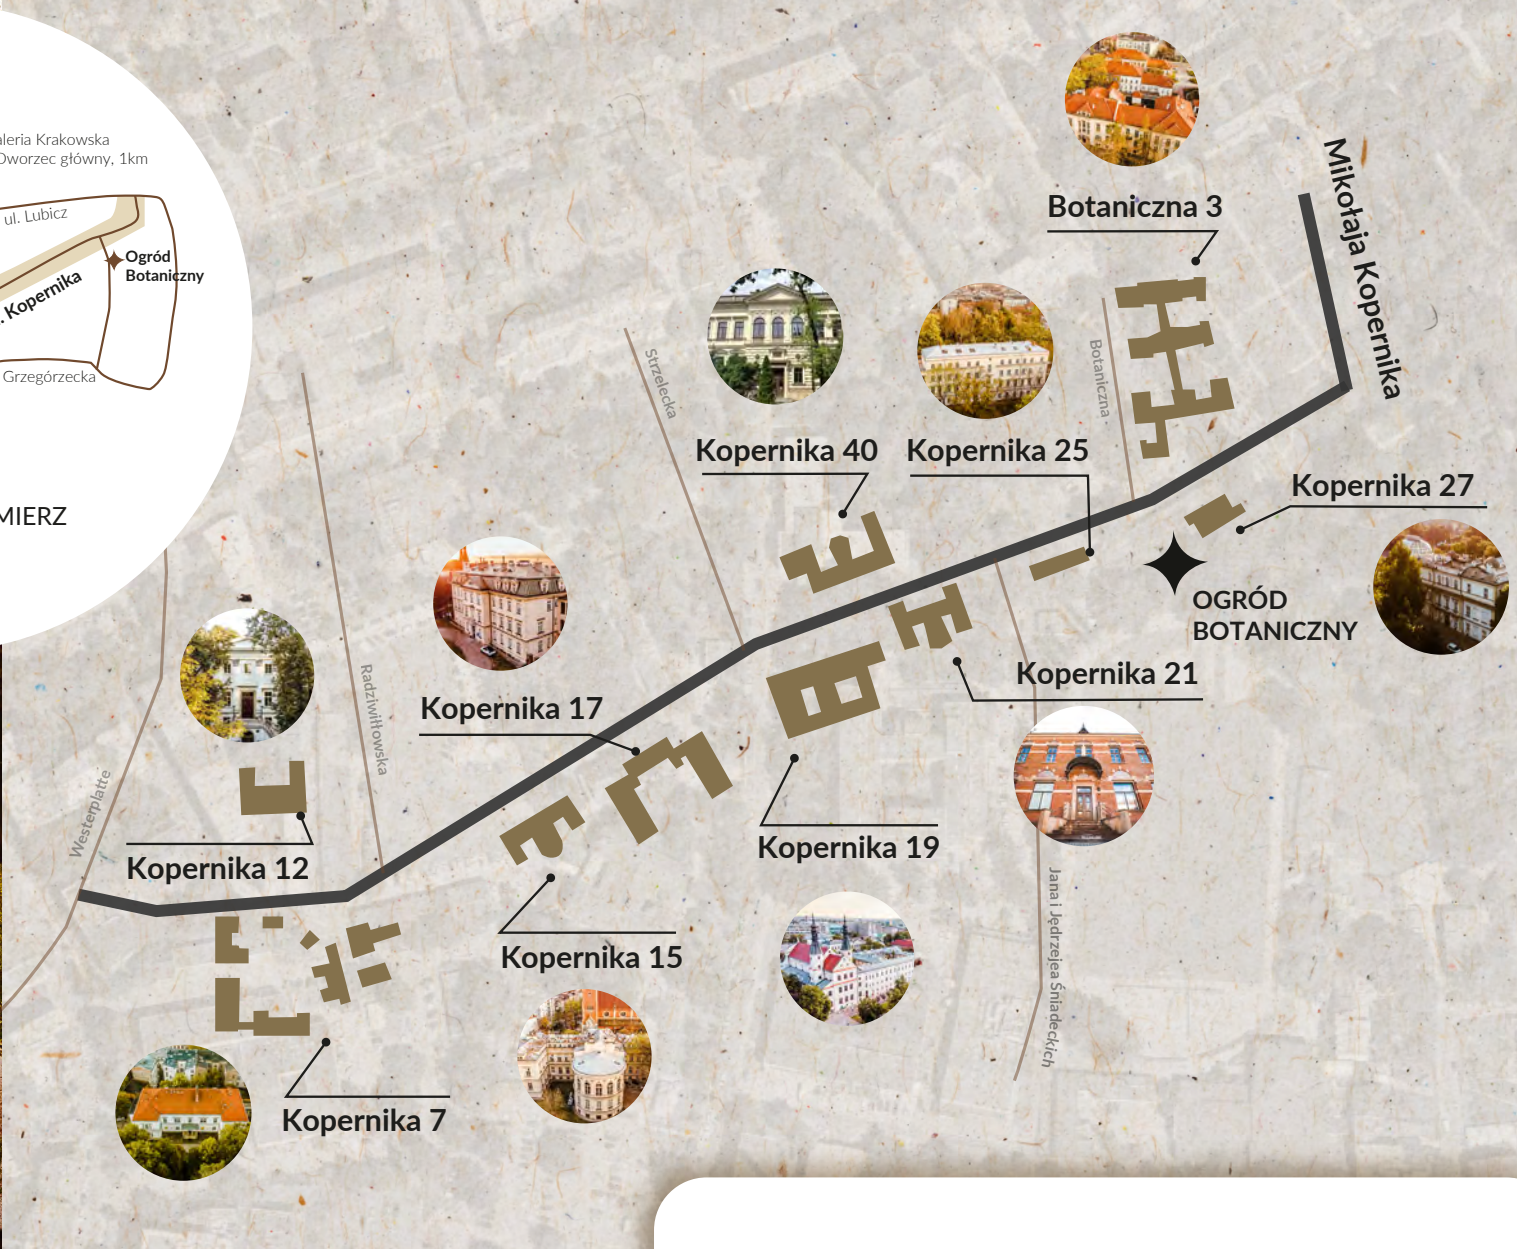 aleria Krakowska
Dworzec główny, 1km
ul. Lubicz
Ogród
Botaniczny
. Kopernika
Grzegórzecka
MIERZ
Botaniczna 3
Mikołaja Kopernika
Strzelecka
Botaniczna
Kopernika 40
Kopernika 25
Kopernika 27
OGRÓD
BOTANICZNY
Kopernika 21
Kopernika 17
Radziwiłłowska
Westerplatte
Kopernika 12
Kopernika 19
Kopernika 15
Jana i Jędrzejea Śniadeckich
Kopernika 7